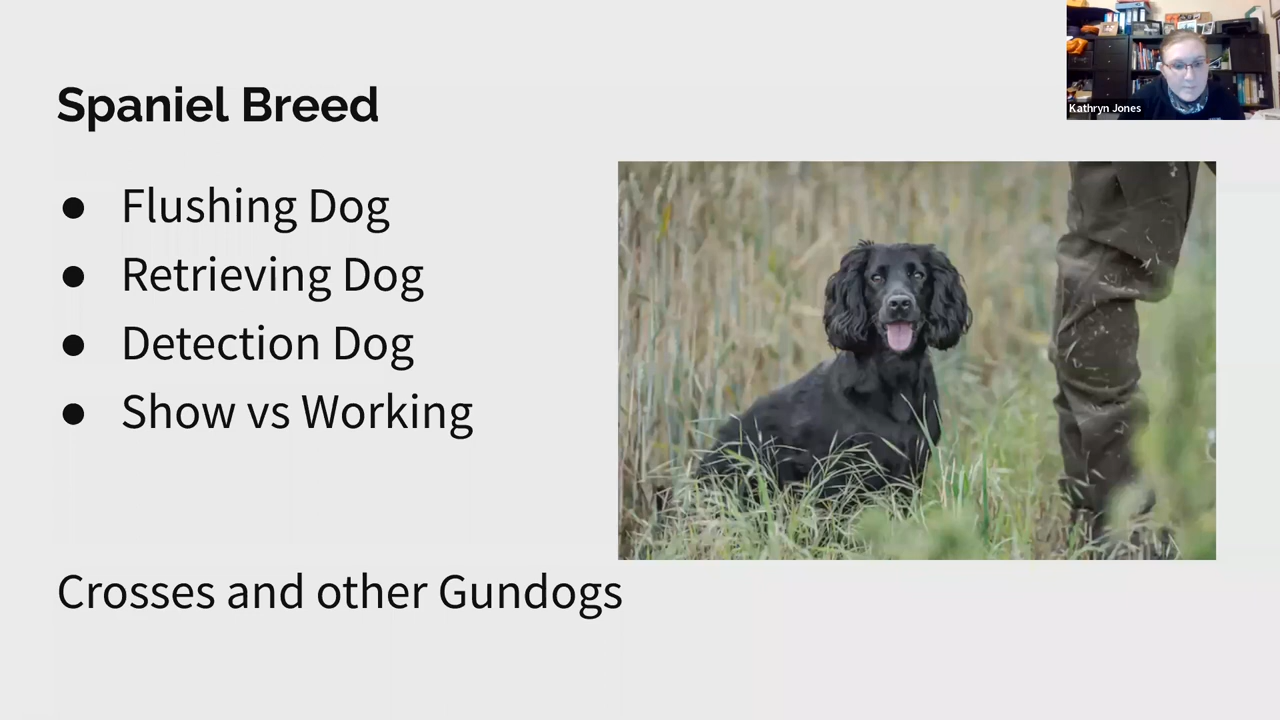 Spaniel Breed
Kathryn Jones
● Flushing Dog
● Retrieving Dog
● Detection Dog
● Show vs Working
Crosses and other Gundogs